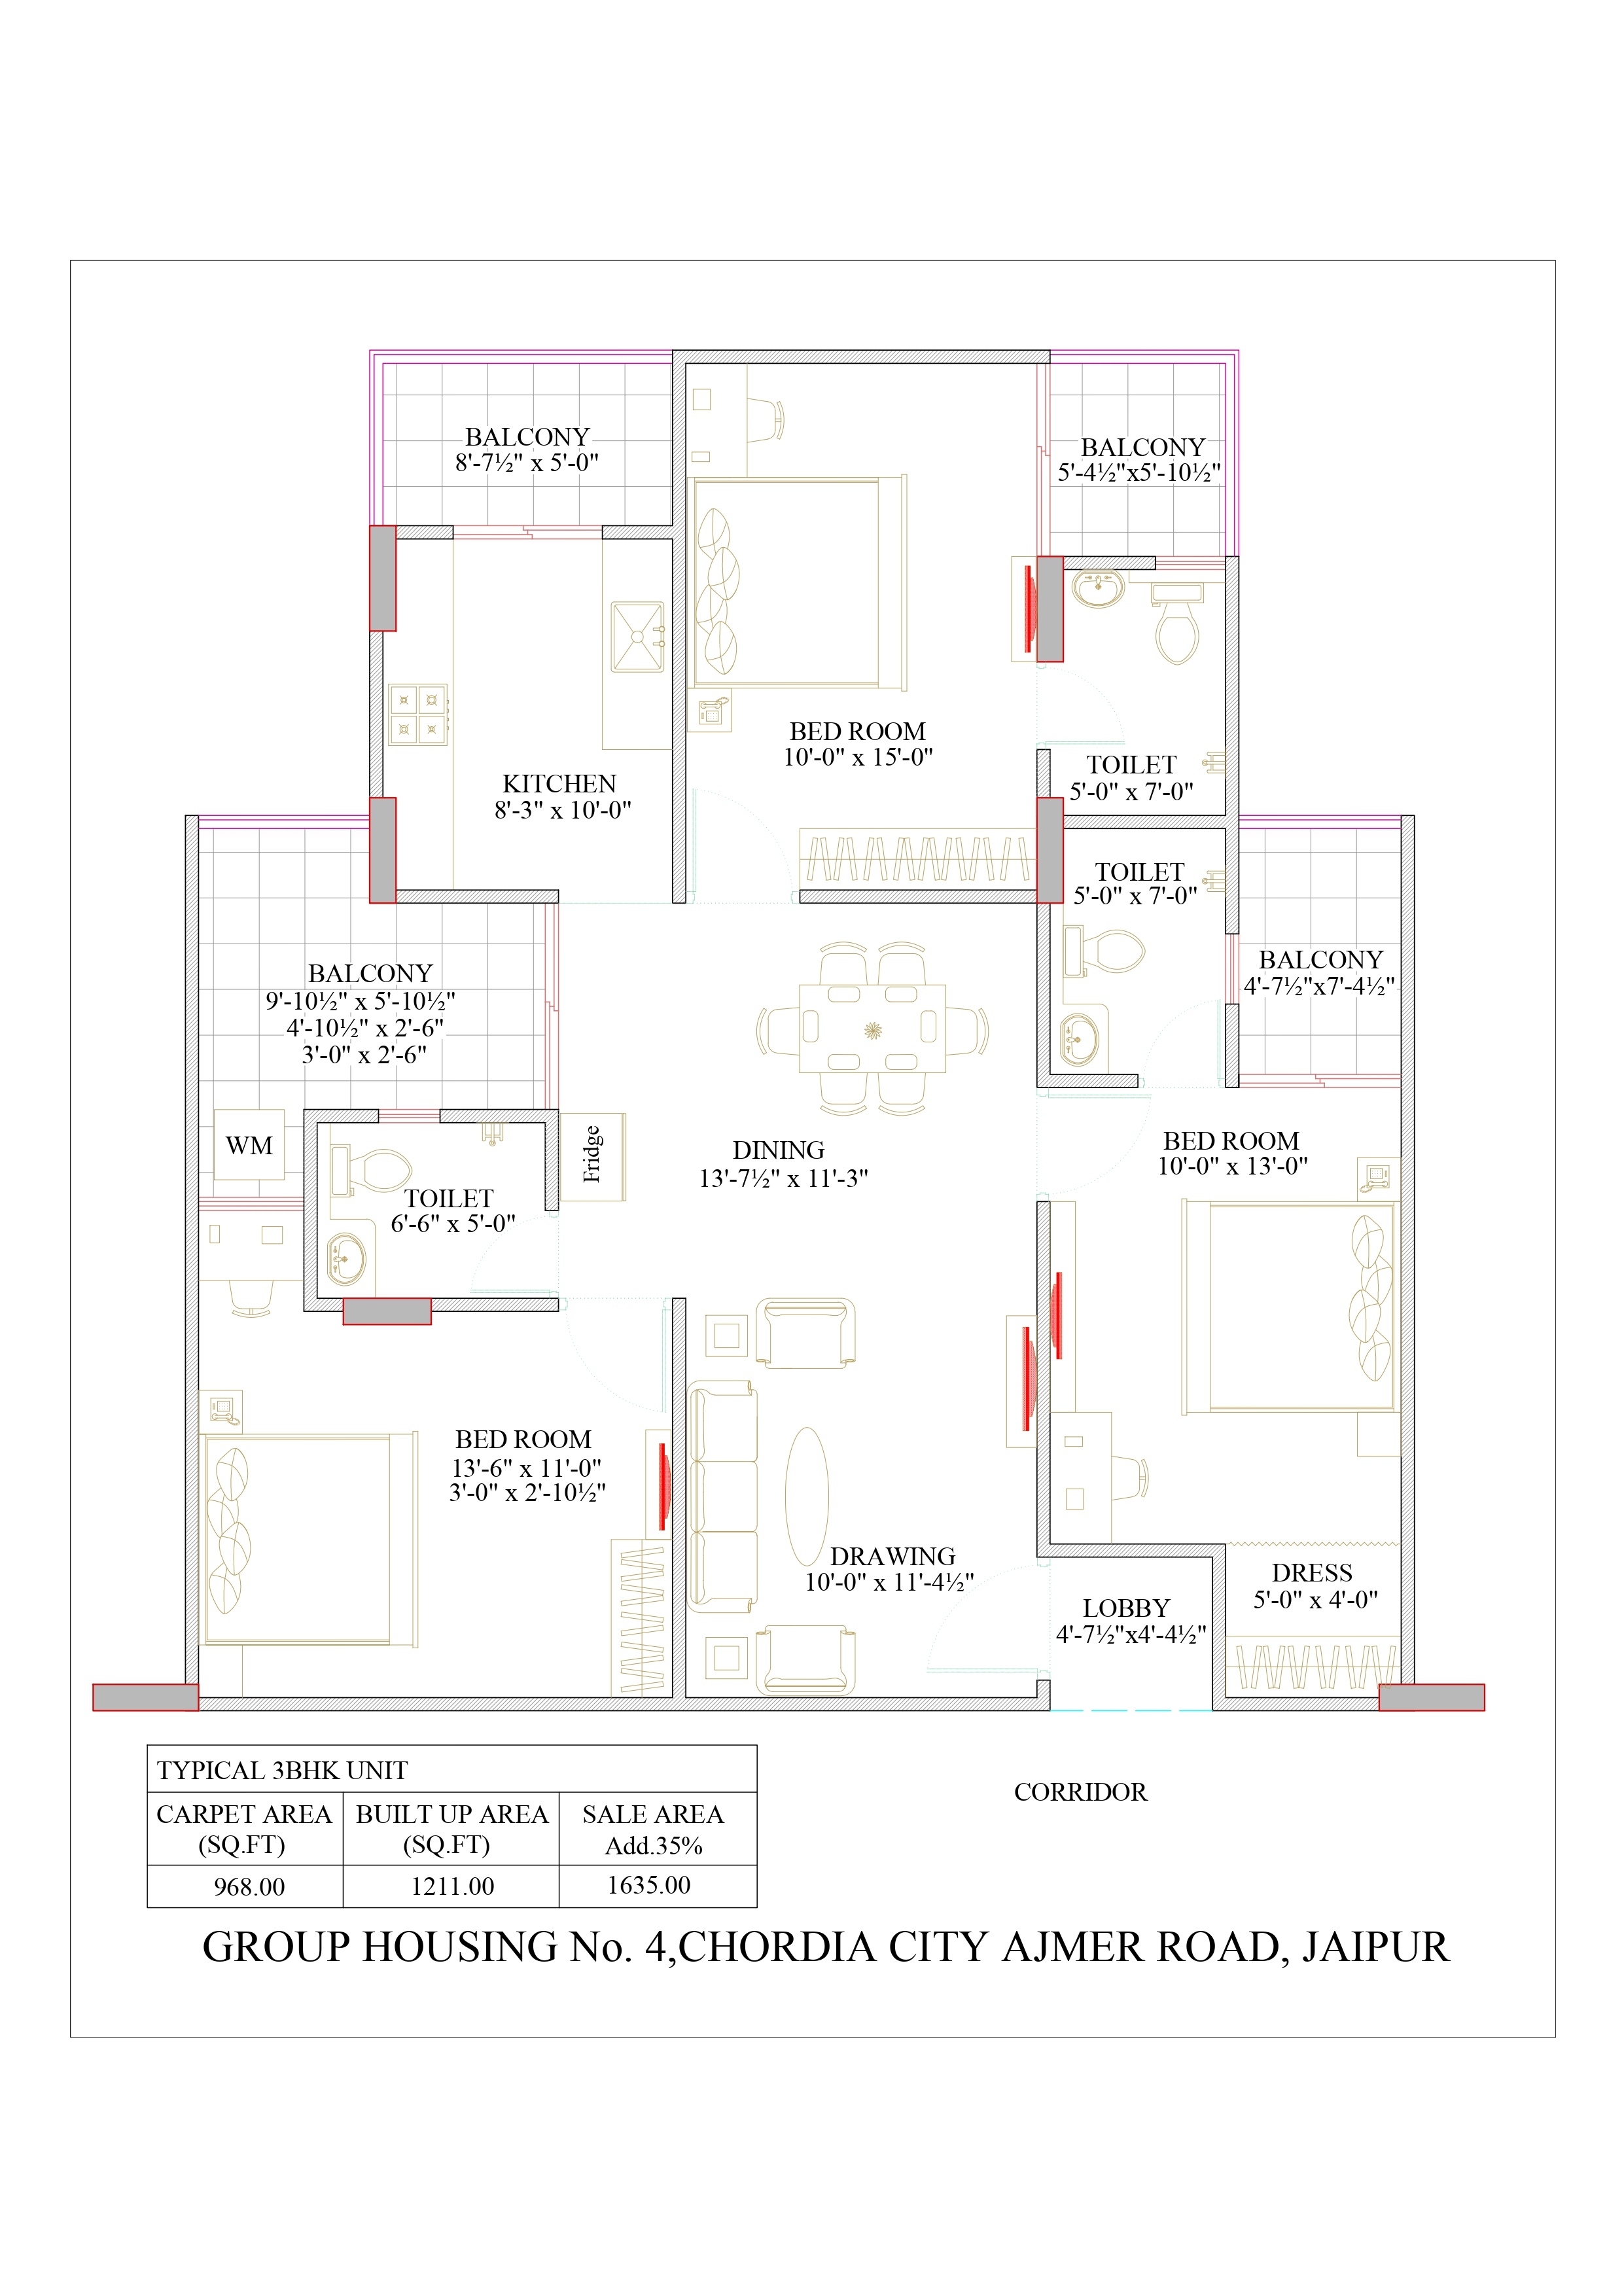 BALCONY
8'-7½" x 5'-0"
BALCONY
5'-4½"x5'-10½"
BED ROOM
10'-0" x 15'-0"
TOILET
5'-0" x 7'-0"
KITCHEN
8'-3" x 10'-0"
TOILET
5'-0" x 7'-0"
BALCONY
4'-7½"x7'-4½"
BALCONY
9'-10½" x 5'-10½"
4'-10½" x 2'-6"
3'-0" x 2'-6"
WM
Fridge
DINING
13'-7½" x 11'-3"
BED ROOM
10'-0" x 13'-0"
TOILET
6'-6" x 5'-0"
BED ROOM
13'-6" x 11'-0"
3'-0" x 2'-10½"
DRAWING
10'-0" x 11'-4½"
DRESS
5'-0" x 4'-0"
LOBBY
4'-7½"x4'-4½"
CORRIDOR
TYPICAL 3BHK UNIT
CARPET AREA
(SQ.FT)
BUILT UP AREA
(SQ.FT)
SALE AREA
Add.35%
968.00
1211.00
1635.00
GROUP HOUSING No. 4,CHORDIA CITY AJMER ROAD, JAIPUR